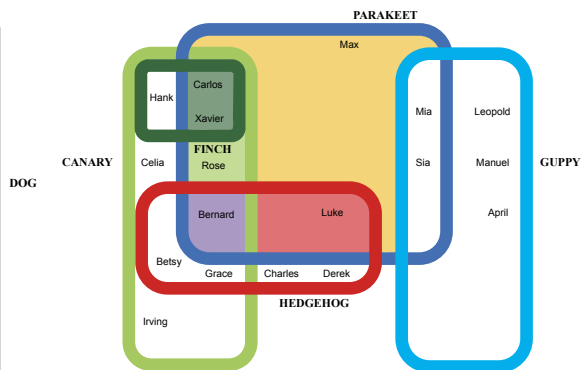 PARAKEET
Max
Carlos
Hank
Mia
Leopold
Xavier
FINCH
CANARY
Celia
Rose
Sia
Manuel
GUPPY
DOG
Bernard
Luke
April
Betsy
Grace
Charles
Derek
HEDGEHOG
Irving